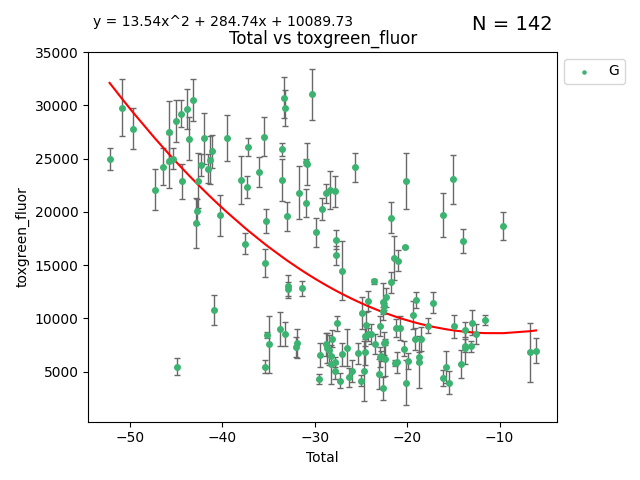 y = 13.54x^2 + 284.74x + 10089.73
N = 142
Total vs toxgreen_fluor
G
35000
30000
25000
20000
15000
10000
5000
toxgreen_fluor
−50 −40 −30 −20 −10
Total